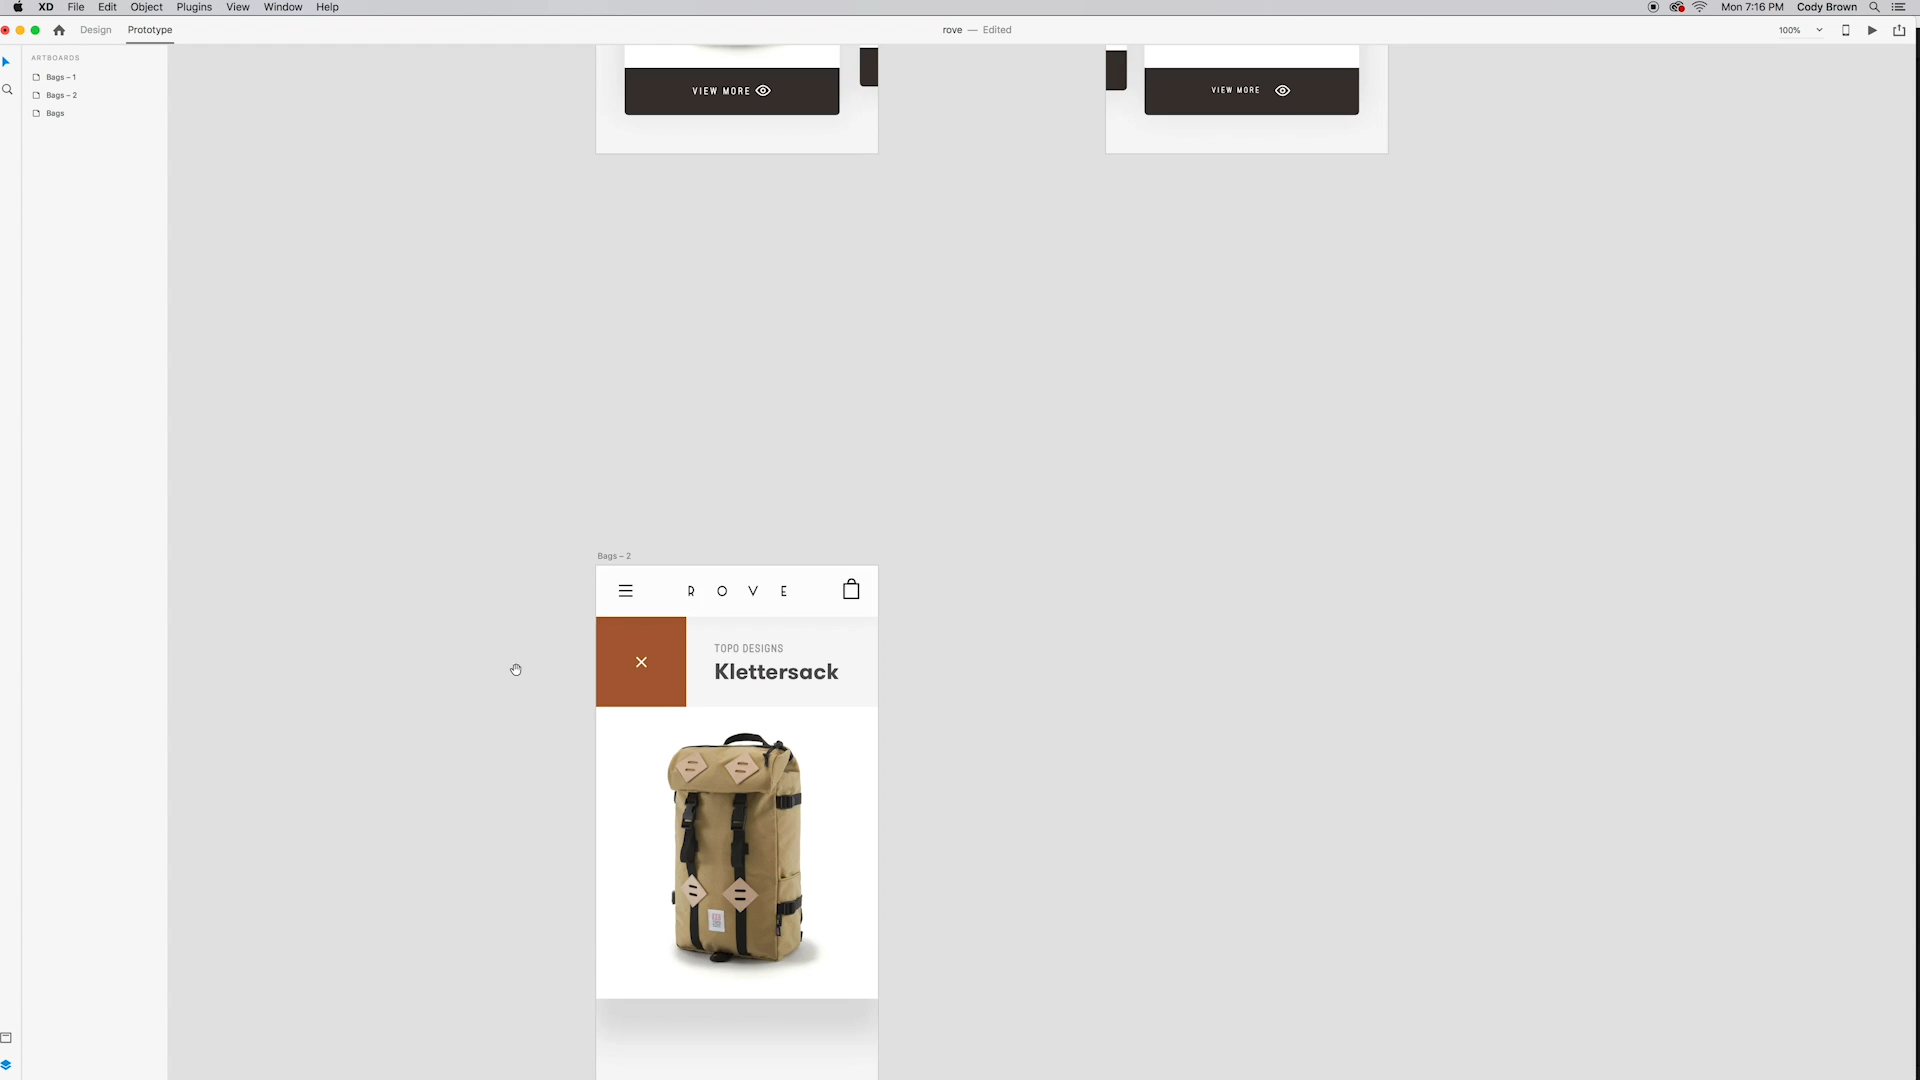 XD File Edit Object Plugins View Window Help
Mon 7:16 PM Cody Brown
Design Prototype
rove — Edited
100%
ARTBOARDS
Bags – 1
Bags – 2
Bags
VIEW MORE
VIEW MORE
Bags – 2
ROVE
TOPO DESIGNS
Klettersack